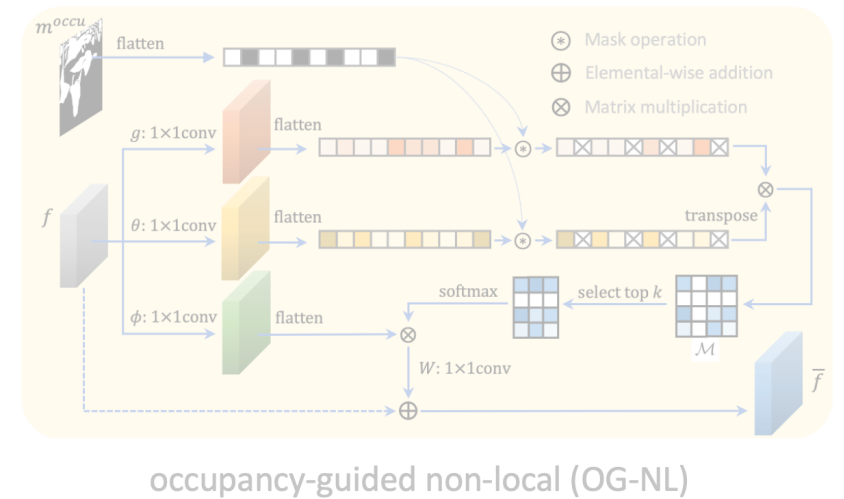 m^{occu}
flatten
Mask operation
Elemental-wise addition
Matrix multiplication
g: 1×1conv
flatten
f
θ: 1×1conv
flatten
transpose
ϕ: 1×1conv
flatten
softmax
select top k
ℳ
W: 1×1conv
f̅
occupancy-guided non-local (OG-NL)